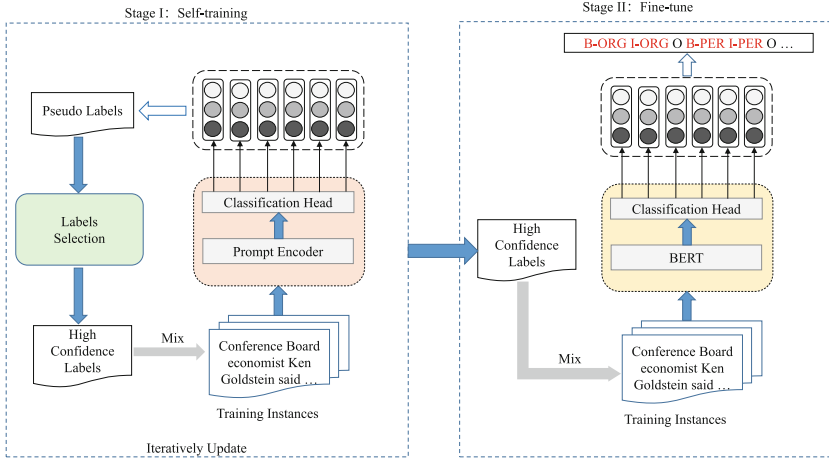 Stage I：Self-training
Pseudo Labels
Labels
Selection
High
Confidence
Labels
Mix
Classification Head
Prompt Encoder
Conference Board
economist Ken
Goldstein said …
Training Instances
Iteratively Update
Stage II：Fine-tune
B-ORG I-ORG O B-PER I-PER O …
Classification Head
BERT
High
Confidence
Labels
Mix
Conference Board
economist Ken
Goldstein said …
Training Instances